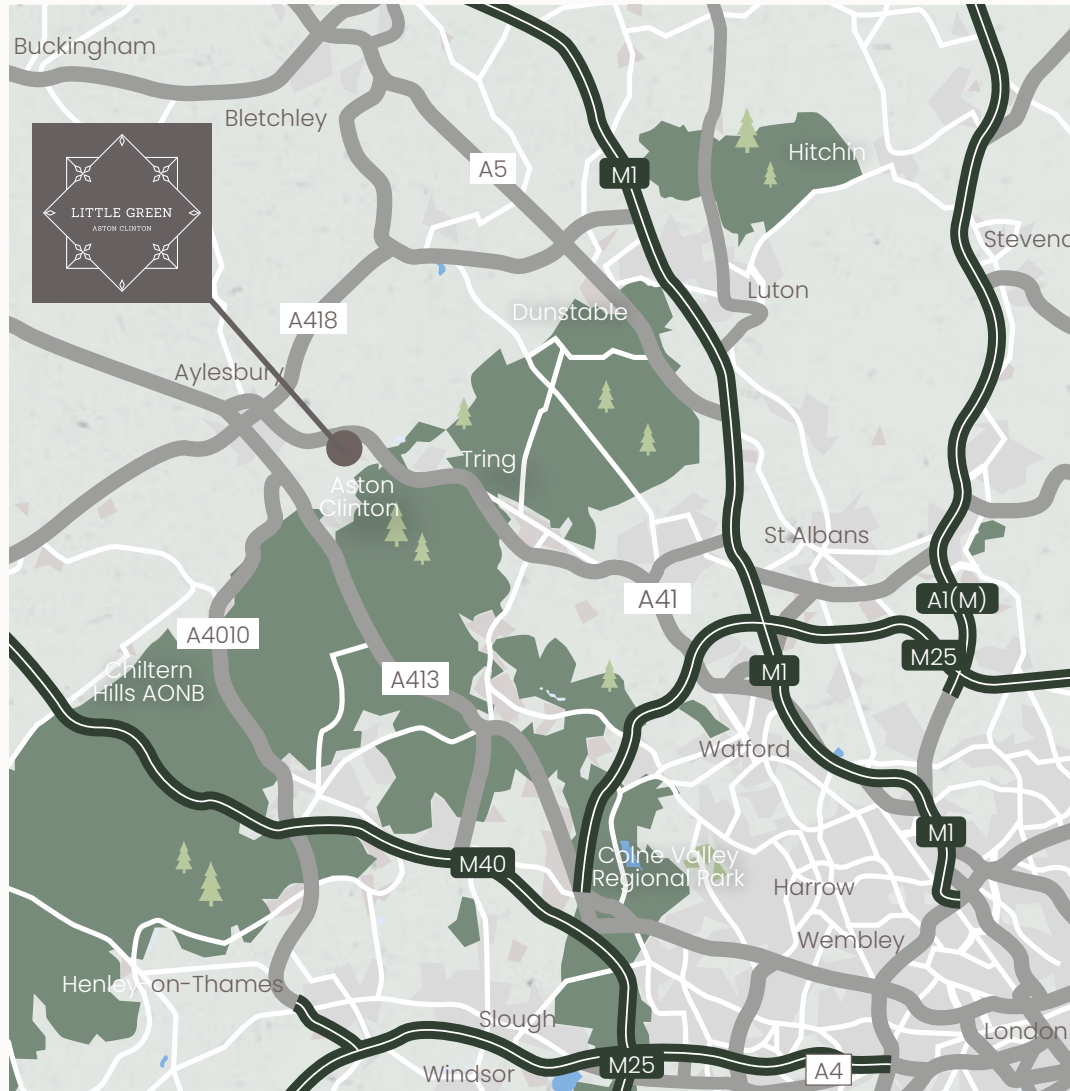 Buckingham
Bletchley
A5
M1
Hitchin
LITTLE GREEN
ASTON CLINTON
Stevenc
Luton
Dunstable
A418
Aylesbury
Tring
Aston
Clinton
St Albans
A41
A1(M)
A4010
M25
Chiltern
Hills AONB
A413
M1
Watford
M1
M40
Colne Valley
Regional Park
Harrow
Wembley
Henley-on-Thames
Slough
London
M25
A4
Windsor